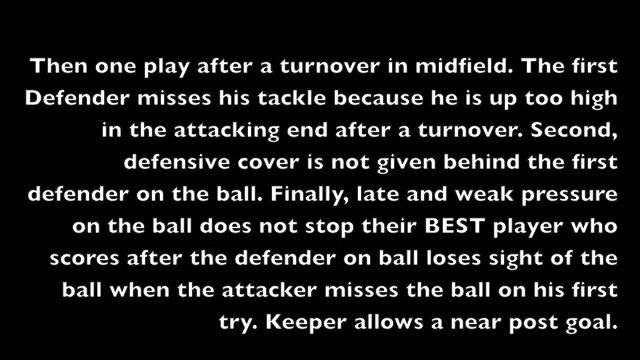 Then one play after a turnover in midfield. The first
Defender misses his tackle because he is up too high
in the attacking end after a turnover. Second,
defensive cover is not given behind the first
defender on the ball. Finally, late and weak pressure
on the ball does not stop their BEST player who
scores after the defender on ball loses sight of the
ball when the attacker misses the ball on his first
try. Keeper allows a near post goal.